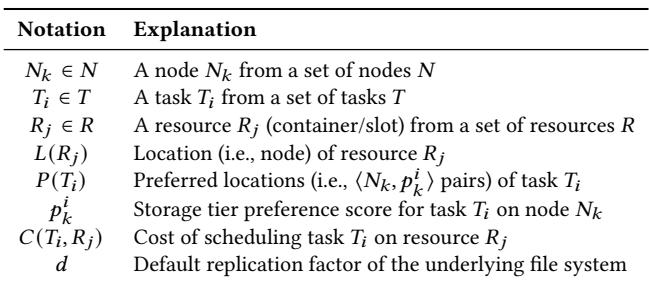 Notation Explanation
N_k ∈ N A node N_k from a set of nodes N
T_i ∈ T A task T_i from a set of tasks T
R_j ∈ R A resource R_j (container/slot) from a set of resources R
L(R_j) Location (i.e., node) of resource R_j
P(T_i) Preferred locations (i.e., ⟨N_k, p_k^i⟩ pairs) of task T_i
p_k^i Storage tier preference score for task T_i on node N_k
C(T_i, R_j) Cost of scheduling task T_i on resource R_j
d Default replication factor of the underlying file system